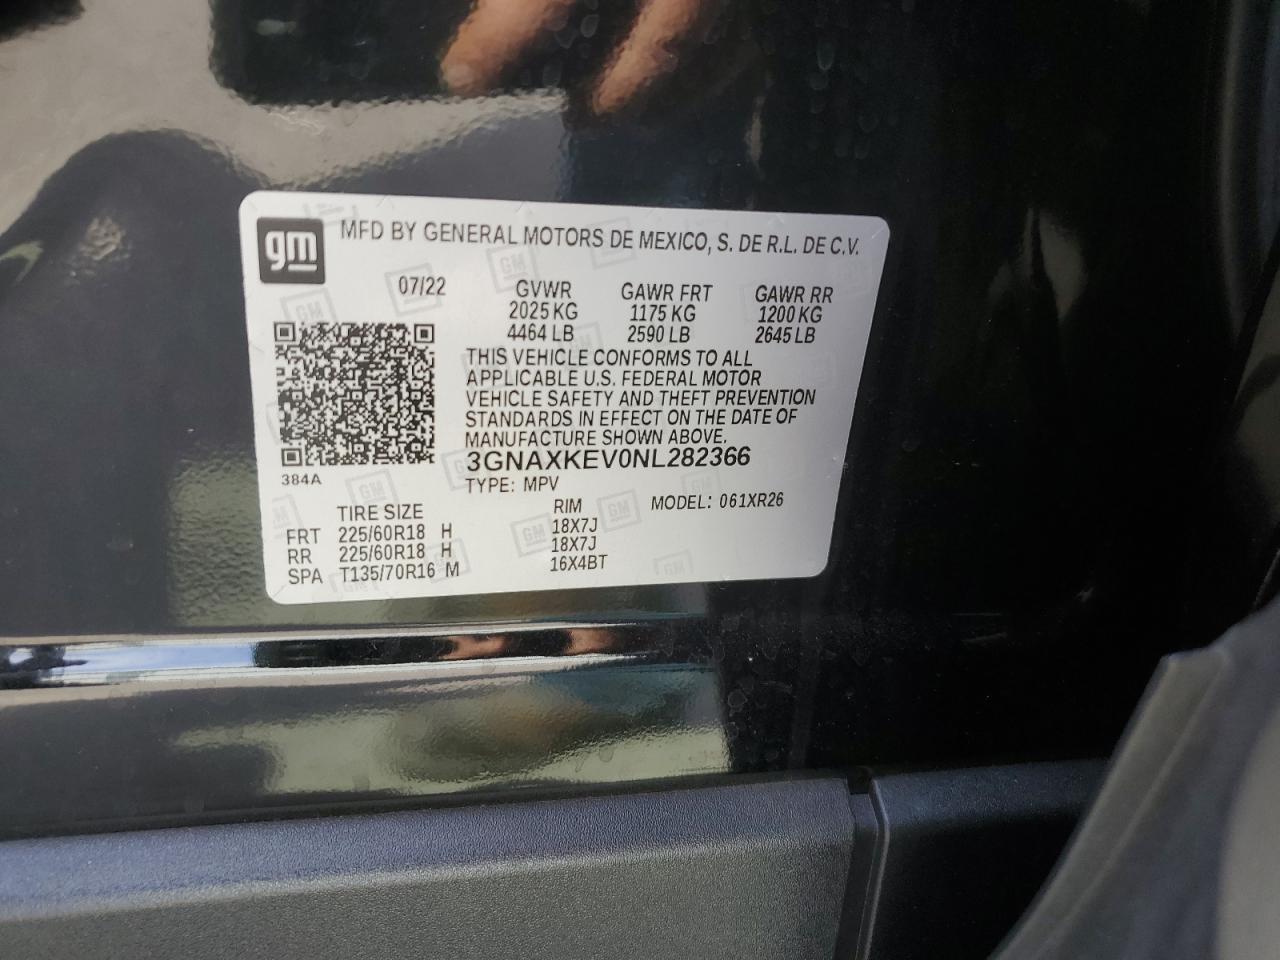 gm
MFD BY GENERAL MOTORS DE MEXICO, S. DE R.L. DE C.V.
07/22 GVWR GAWR FRT GAWR RR
2025 KG 1175 KG 1200 KG
4464 LB 2590 LB 2645 LB
THIS VEHICLE CONFORMS TO ALL
APPLICABLE U.S. FEDERAL MOTOR
VEHICLE SAFETY AND THEFT PREVENTION
STANDARDS IN EFFECT ON THE DATE OF
MANUFACTURE SHOWN ABOVE.
3GNAXKEV0NL282366
384A
TYPE: MPV
TIRE SIZE RIM MODEL: 061XR26
FRT 225/60R18 H 18X7J
RR 225/60R18 H 18X7J
SPA T135/70R16 M 16X4BT